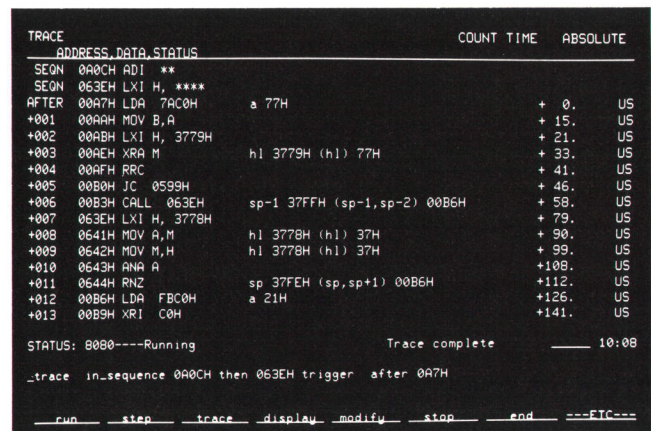 TRACE COUNT TIME ABSOLUTE
ADDRESS,DATA,STATUS
SEQN 0A0CH ADI **
SEQN 063EH LXI H, ****
AFTER 00A7H LDA 7AC0H a 77H + 0. US
+001 00AAH MOV B,A + 15. US
+002 00ABH LXI H, 3779H + 21. US
+003 00AEH XRA M hl 3779H (hl) 77H + 33. US
+004 00AFH RRC + 41. US
+005 00B0H JC 0599H + 46. US
+006 00B3H CALL 063EH sp-1 37FFH (sp-1,sp-2) 00B6H + 58. US
+007 063EH LXI H, 3778H + 79. US
+008 0641H MOV A,M hl 3778H (hl) 37H + 90. US
+009 0642H MOV M,H hl 3778H (hl) 37H + 99. US
+010 0643H ANA A +108. US
+011 0644H RNZ sp 37FEH (sp,sp+1) 00B6H +112. US
+012 00B6H LDA FBC0H a 21H +126. US
+013 00B9H XRI C0H +141. US
STATUS: 8080----Running Trace complete 10:08
_trace in_sequence 0A0CH then 063EH trigger after 0A7H
run step trace display modify stop end ---ETC---